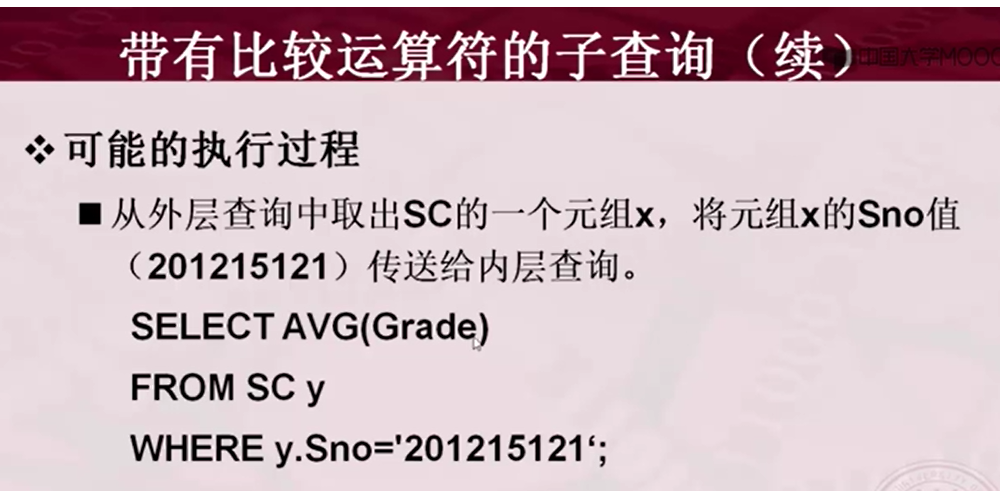 带有比较运算符的子查询（续）
中国大学MOOC
❖可能的执行过程
■从外层查询中取出SC的一个元组x，将元组x的Sno值
（201215121）传送给内层查询。
SELECT AVG(Grade)
FROM SC y
WHERE y.Sno='201215121‘;